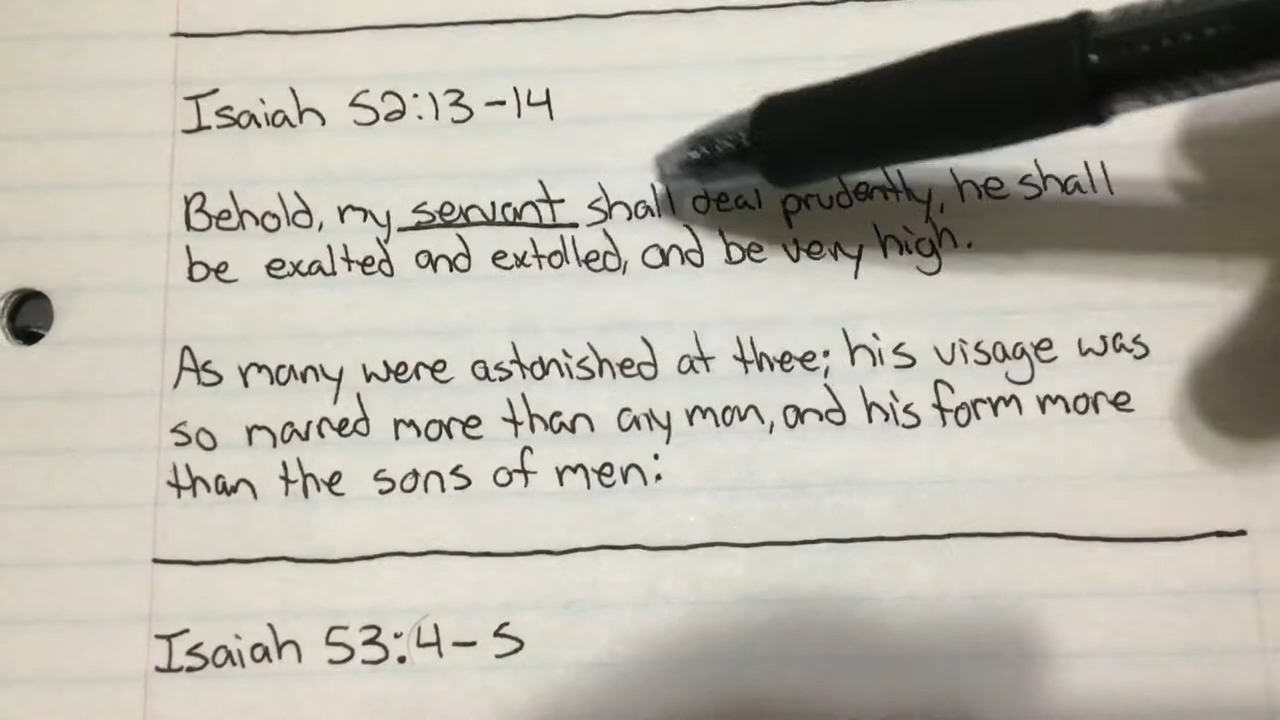 Isaiah 52:13-14
Behold, my servant shall deal prudently, he shall
be exalted and extolled, and be very high.
As many were astonished at thee; his visage was
so marred more than any man, and his form more
than the sons of men:
Isaiah 53:4-5